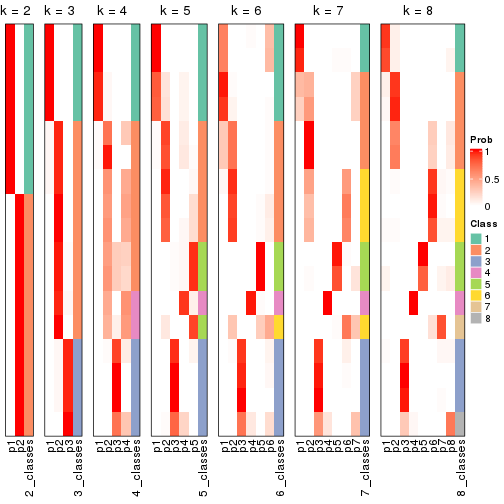 k = 2
k = 3
k = 4
k = 5
k = 6
k = 7
k = 8
Prob
1
0.5
0
Class
1
2
3
4
5
6
7
8
p1
p2
2_classes
p1
p2
p3
3_classes
p1
p2
p3
p4
4_classes
p1
p2
p3
p4
p5
5_classes
p1
p2
p3
p4
p5
p6
6_classes
p1
p2
p3
p4
p5
p6
p7
7_classes
p1
p2
p3
p4
p5
p6
p7
p8
8_classes